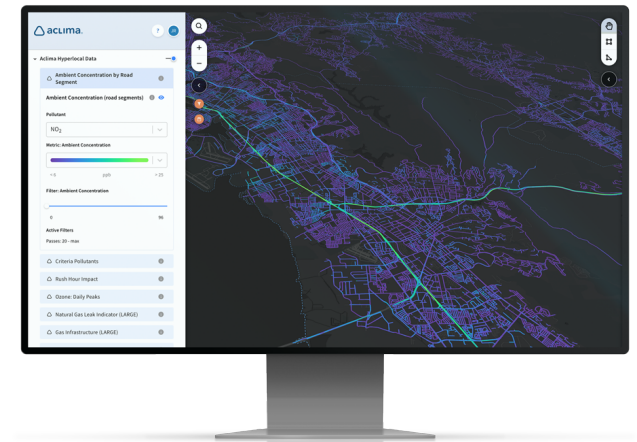 aclima.
?
Aclima Hyperlocal Data
Ambient Concentration by Road
Segment
Ambient Concentration (road segments)
Pollutant
NO₂
Metric: Ambient Concentration
ppb
Filter: Ambient Concentration
0 96
Active Filters
Passes: 20 - max
Criteria Pollutants
Rush Hour Impact
Ozone: Daily Peaks
Natural Gas Leak Indicator (LARGE)
Gas Infrastructure (LARGE)